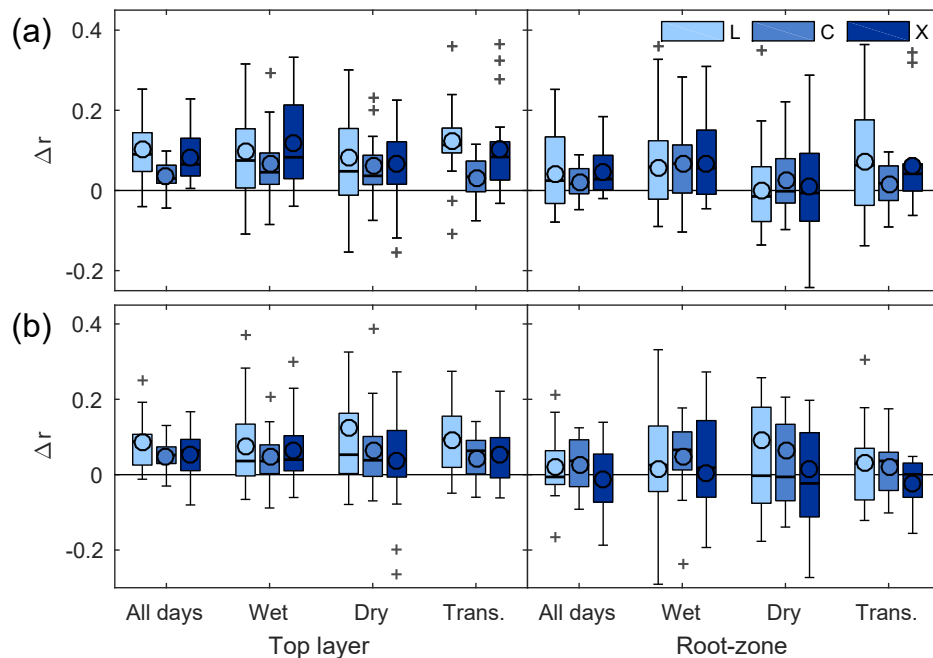 (a)
L C X
0.4
0.2
0
-0.2
Δr
(b)
0.4
0.2
0
-0.2
Δr
All days Wet Dry Trans. All days Wet Dry Trans.
Top layer Root-zone